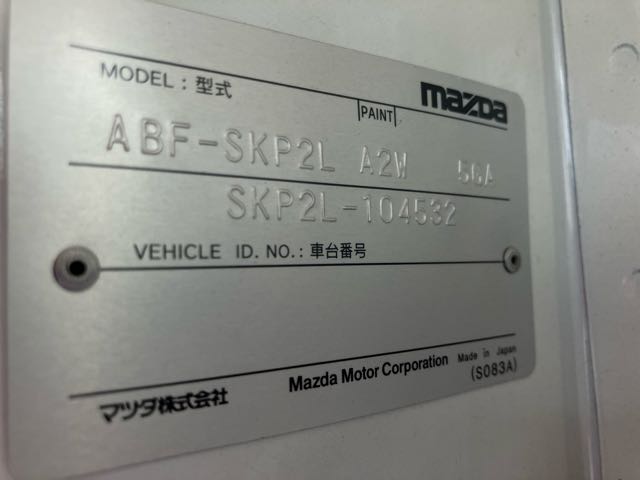 MODEL : 型式
mazda
PAINT
ABF-SKP2L A2W 5GA
SKP2L-104532
VEHICLE ID. NO. : 車台番号
マツダ株式会社 Mazda Motor Corporation Made in Japan
(S083A)